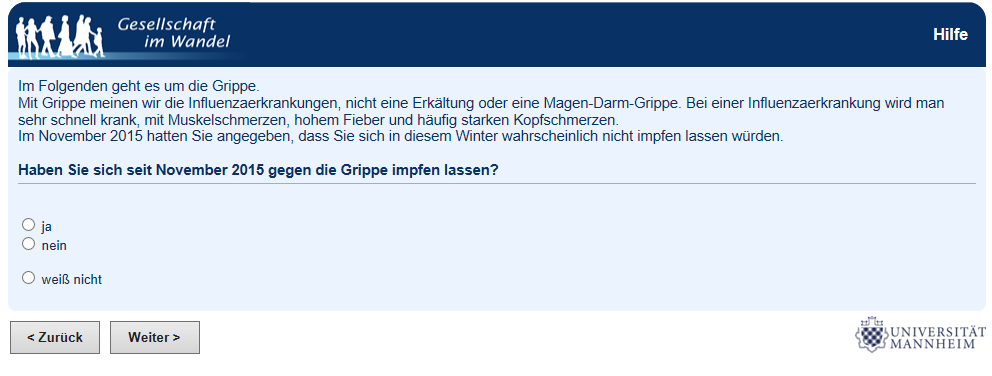 Gesellschaft
im Wandel
Hilfe
Im Folgenden geht es um die Grippe.
Mit Grippe meinen wir die Influenzaerkrankungen, nicht eine Erkältung oder eine Magen-Darm-Grippe. Bei einer Influenzaerkrankung wird man
sehr schnell krank, mit Muskelschmerzen, hohem Fieber und häufig starken Kopfschmerzen.
Im November 2015 hatten Sie angegeben, dass Sie sich in diesem Winter wahrscheinlich nicht impfen lassen würden.
Haben Sie sich seit November 2015 gegen die Grippe impfen lassen?
ja
nein
weiß nicht
< Zurück
Weiter >
UNIVERSITÄT
MANNHEIM